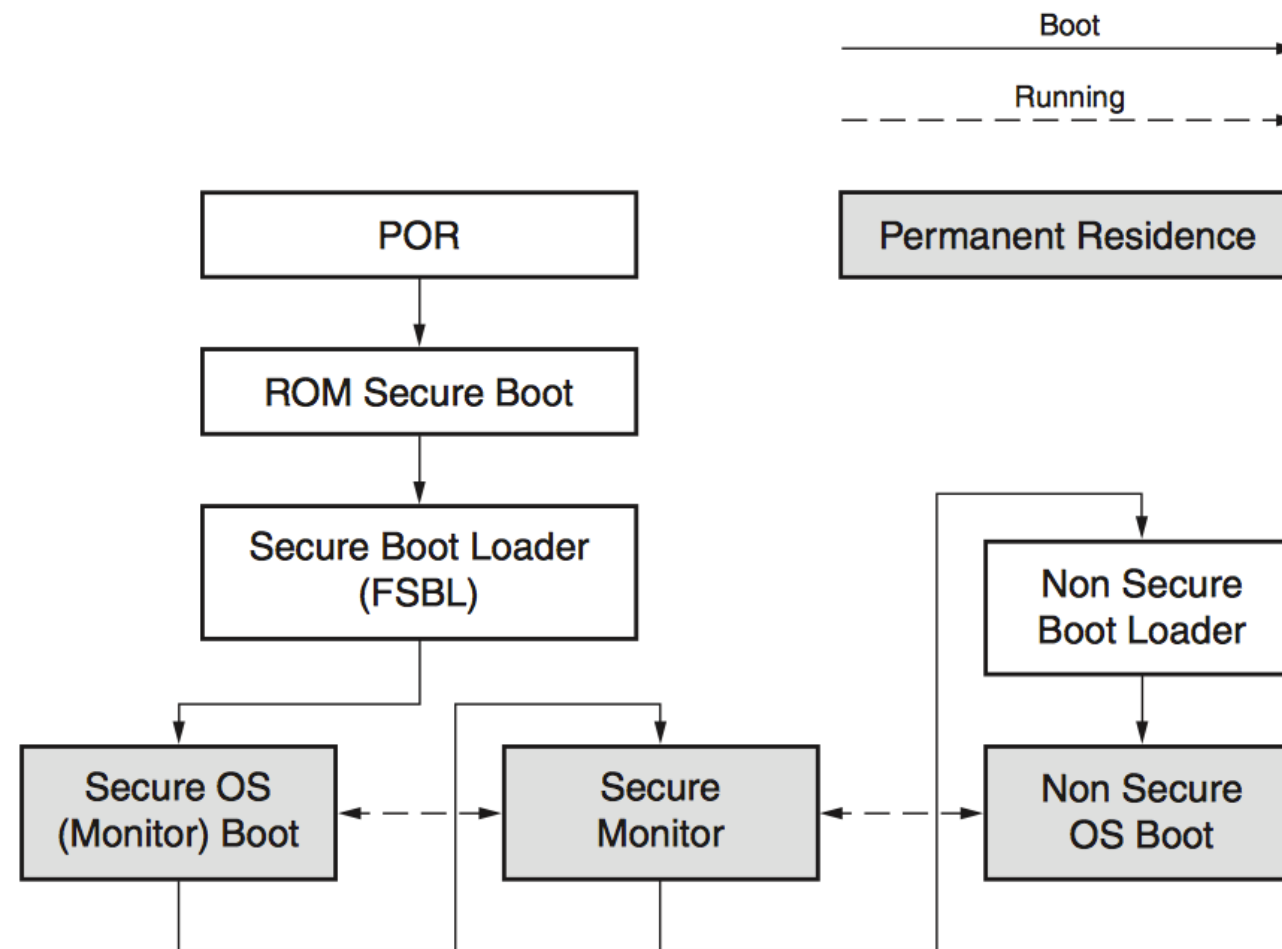 Boot
Running
POR
Permanent Residence
ROM Secure Boot
Secure Boot Loader
(FSBL)
Non Secure
Boot Loader
Secure OS
(Monitor) Boot
Secure
Monitor
Non Secure
OS Boot